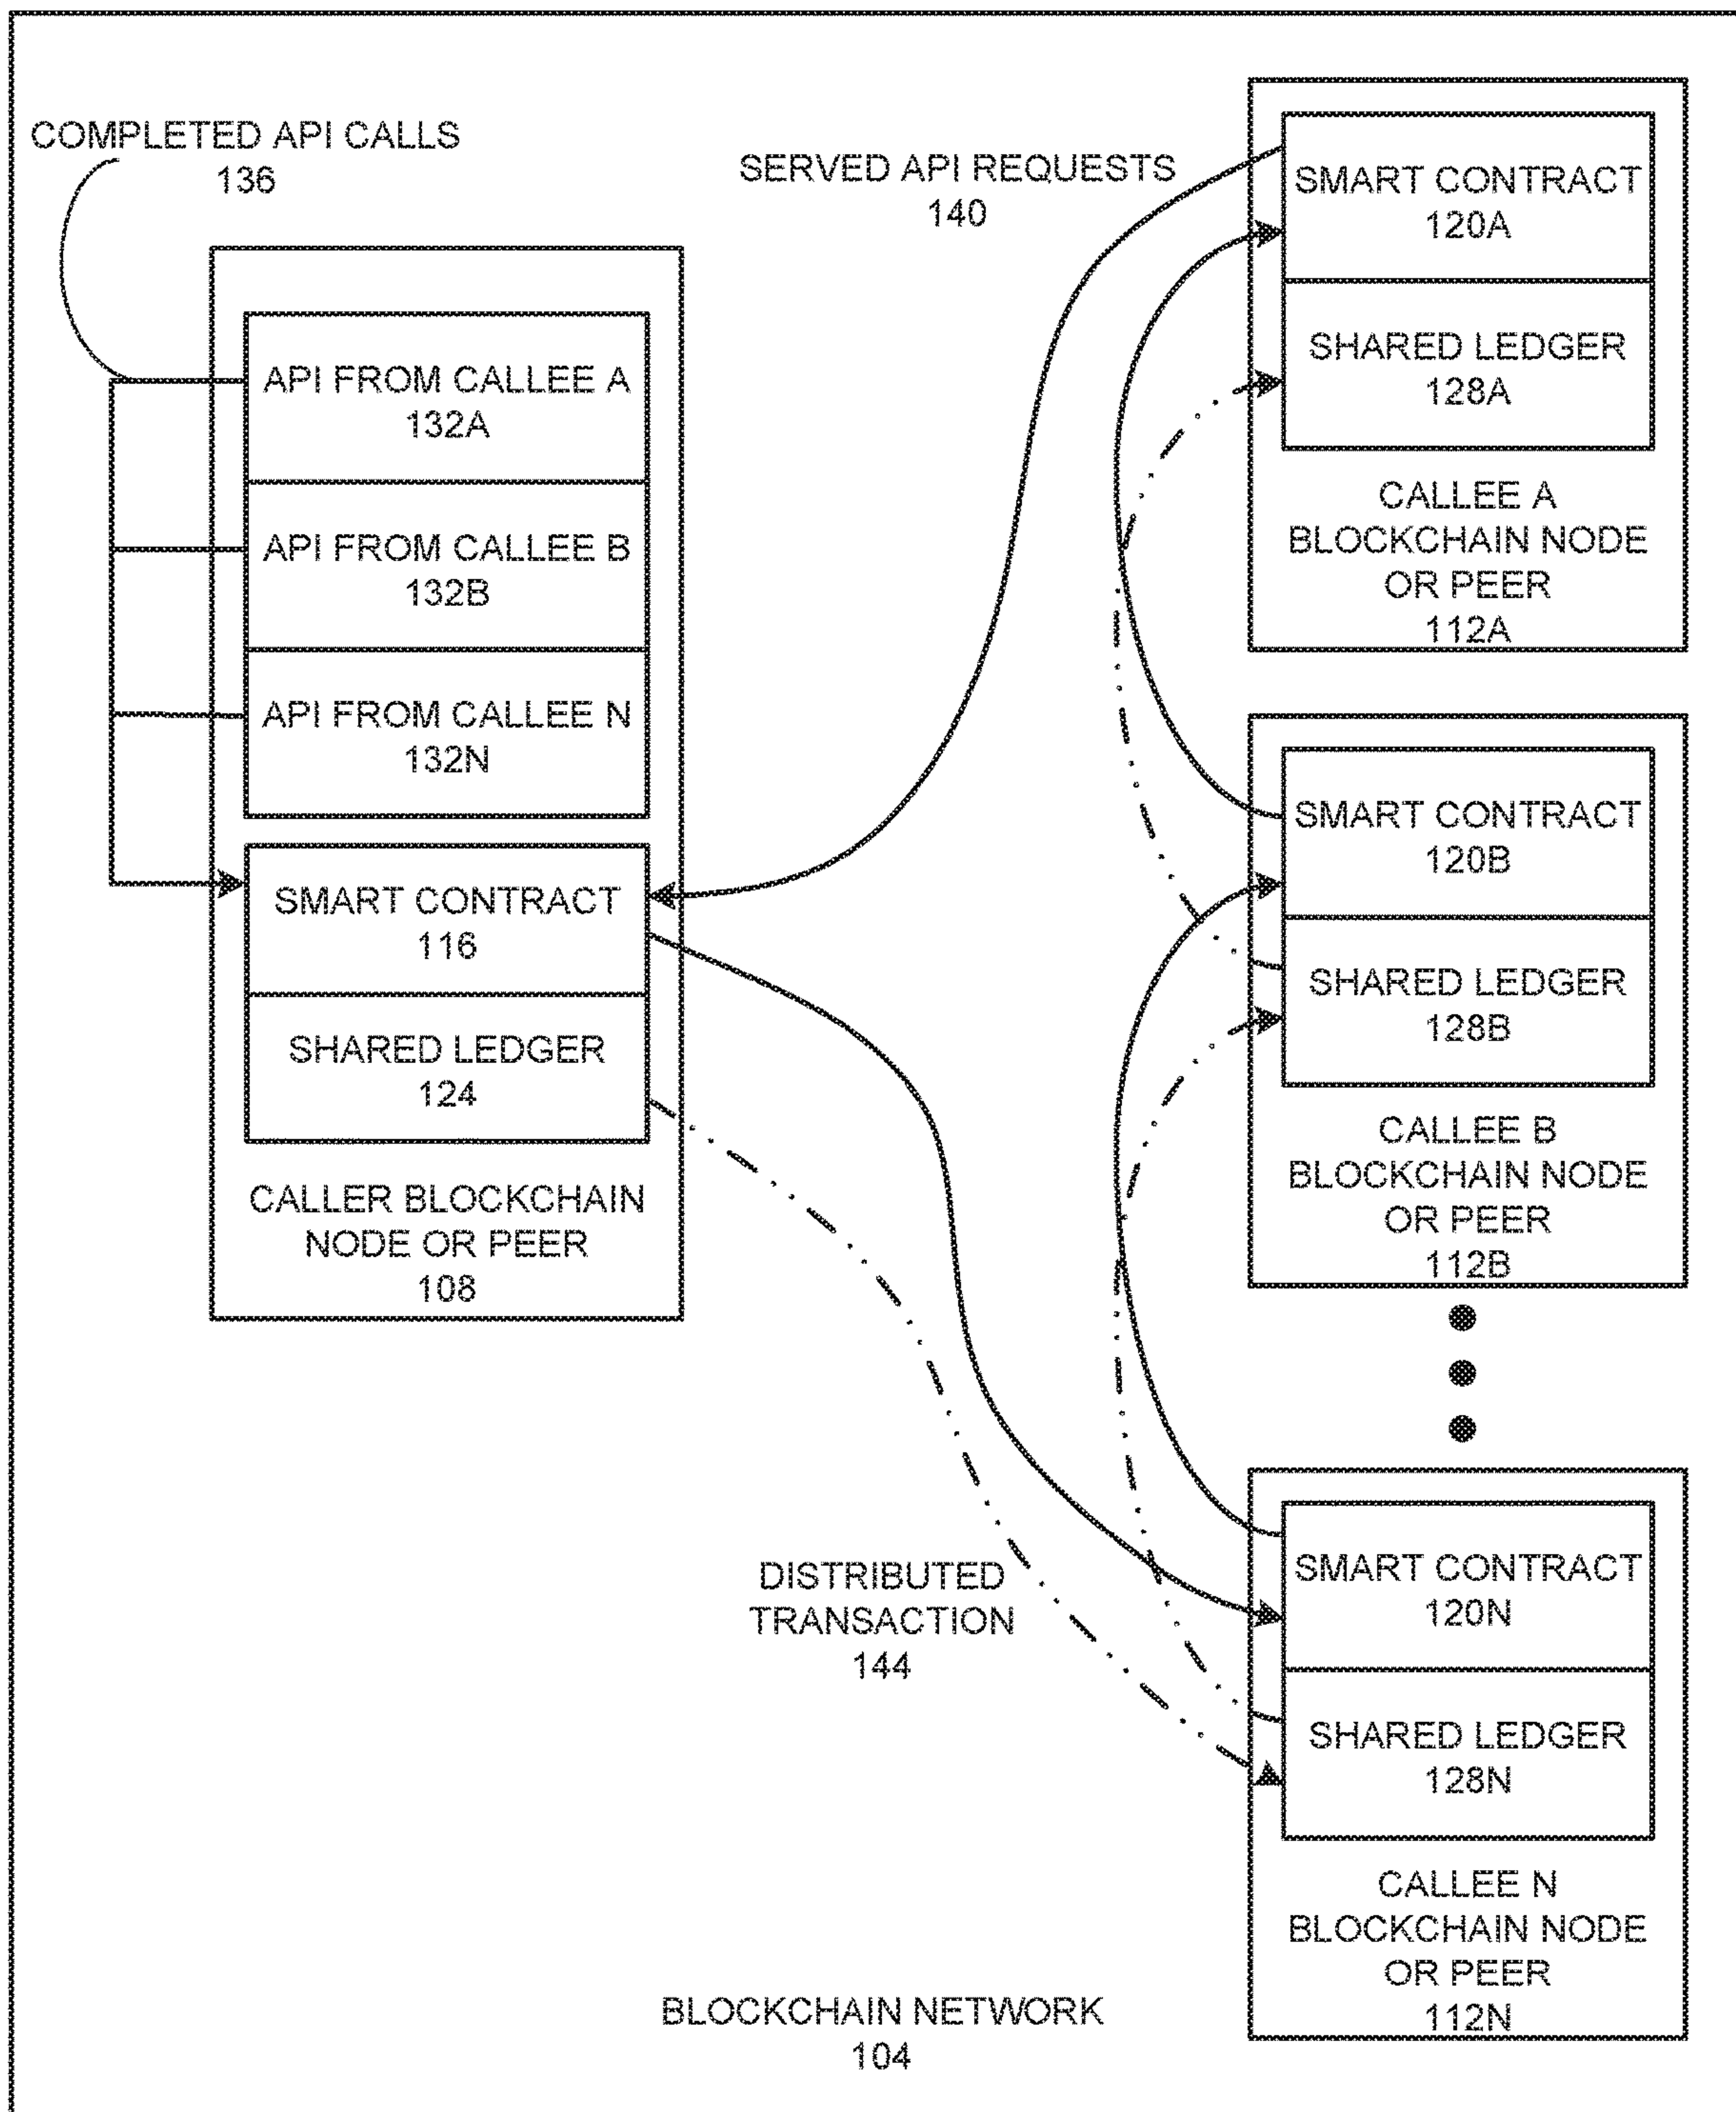 COMPLETED API CALLS
136
API FROM CALLEE A
132A
API FROM CALLEE B
132B
API FROM CALLEE N
132N
SMART CONTRACT
116
SHARED LEDGER
124
CALLER BLOCKCHAIN
NODE OR PEER
108
SERVED API REQUESTS
140
SMART CONTRACT
120A
SHARED LEDGER
128A
CALLEE A
BLOCKCHAIN NODE
OR PEER
112A
SMART CONTRACT
120B
SHARED LEDGER
128B
CALLEE B
BLOCKCHAIN NODE
OR PEER
112B
DISTRIBUTED
TRANSACTION
144
SMART CONTRACT
120N
SHARED LEDGER
128N
CALLEE N
BLOCKCHAIN NODE
OR PEER
112N
BLOCKCHAIN NETWORK
104